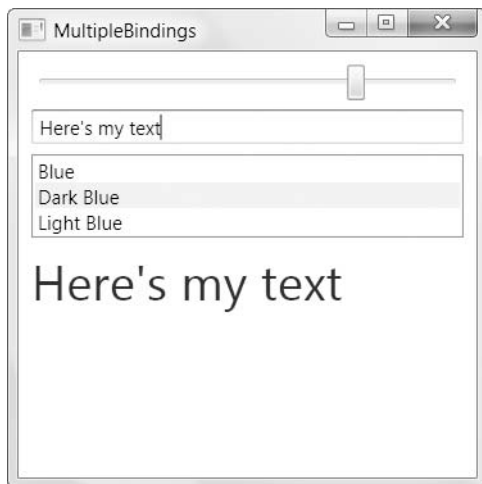 MultipleBindings
Here's my text
Blue
Dark Blue
Light Blue
Here's my text